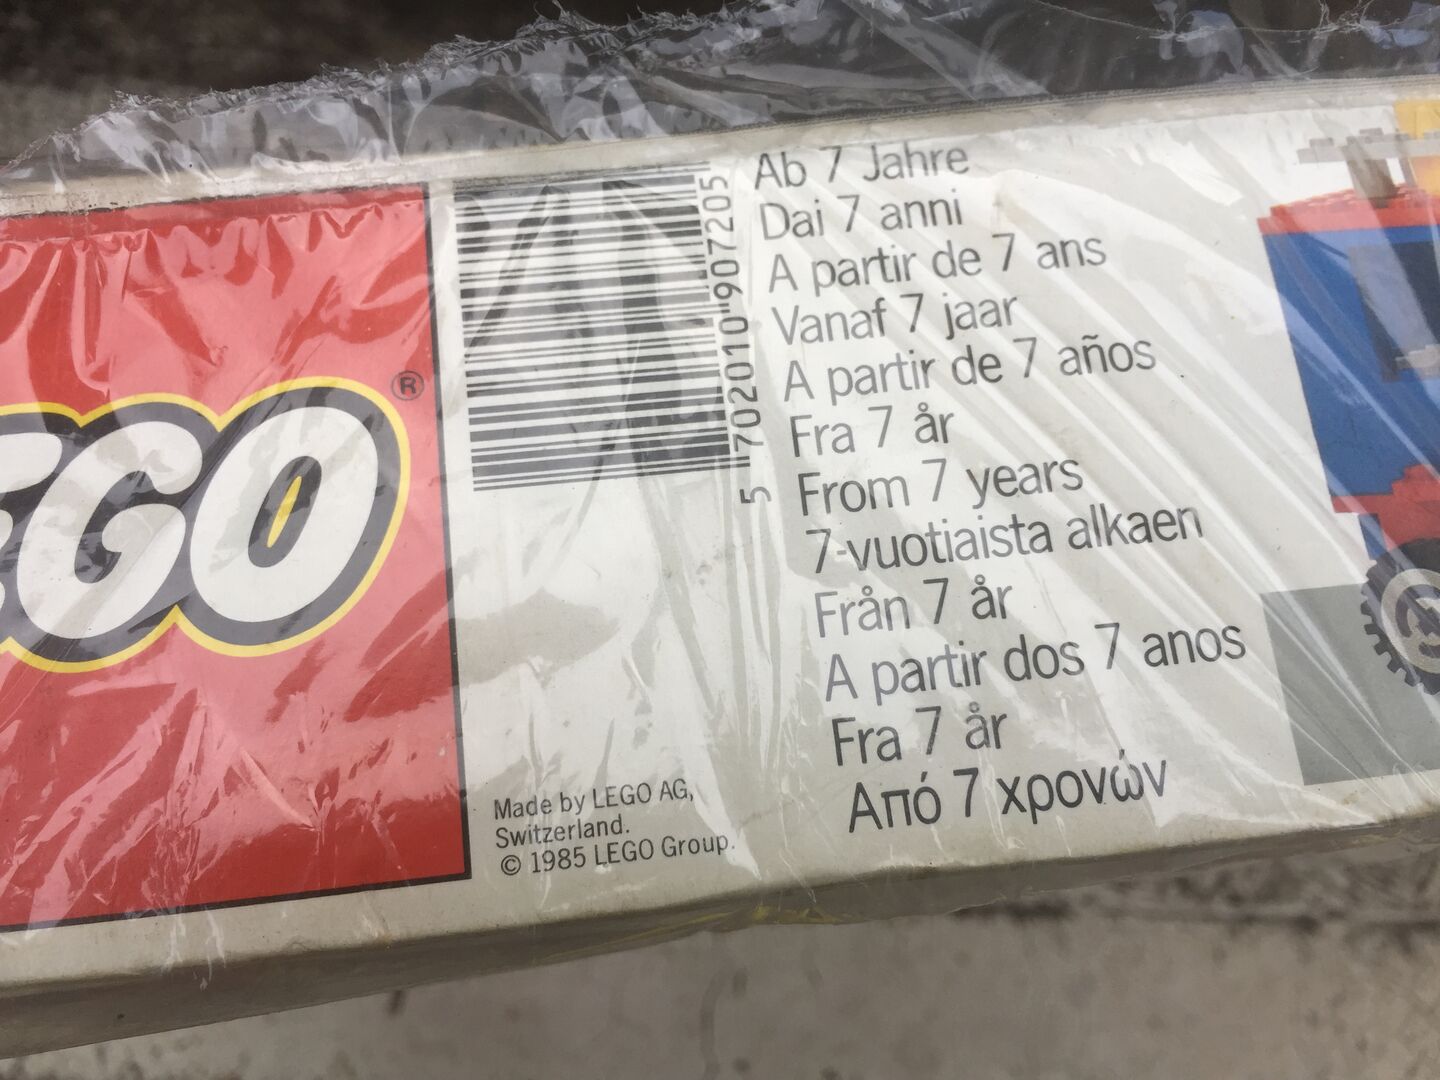 LEGO®
5 702010 907205
Ab 7 Jahre
Dai 7 anni
A partir de 7 ans
Vanaf 7 jaar
A partir de 7 años
Fra 7 år
From 7 years
7-vuotiaista alkaen
Från 7 år
A partir dos 7 anos
Fra 7 år
Από 7 χρονών
Made by LEGO AG,
Switzerland.
© 1985 LEGO Group.